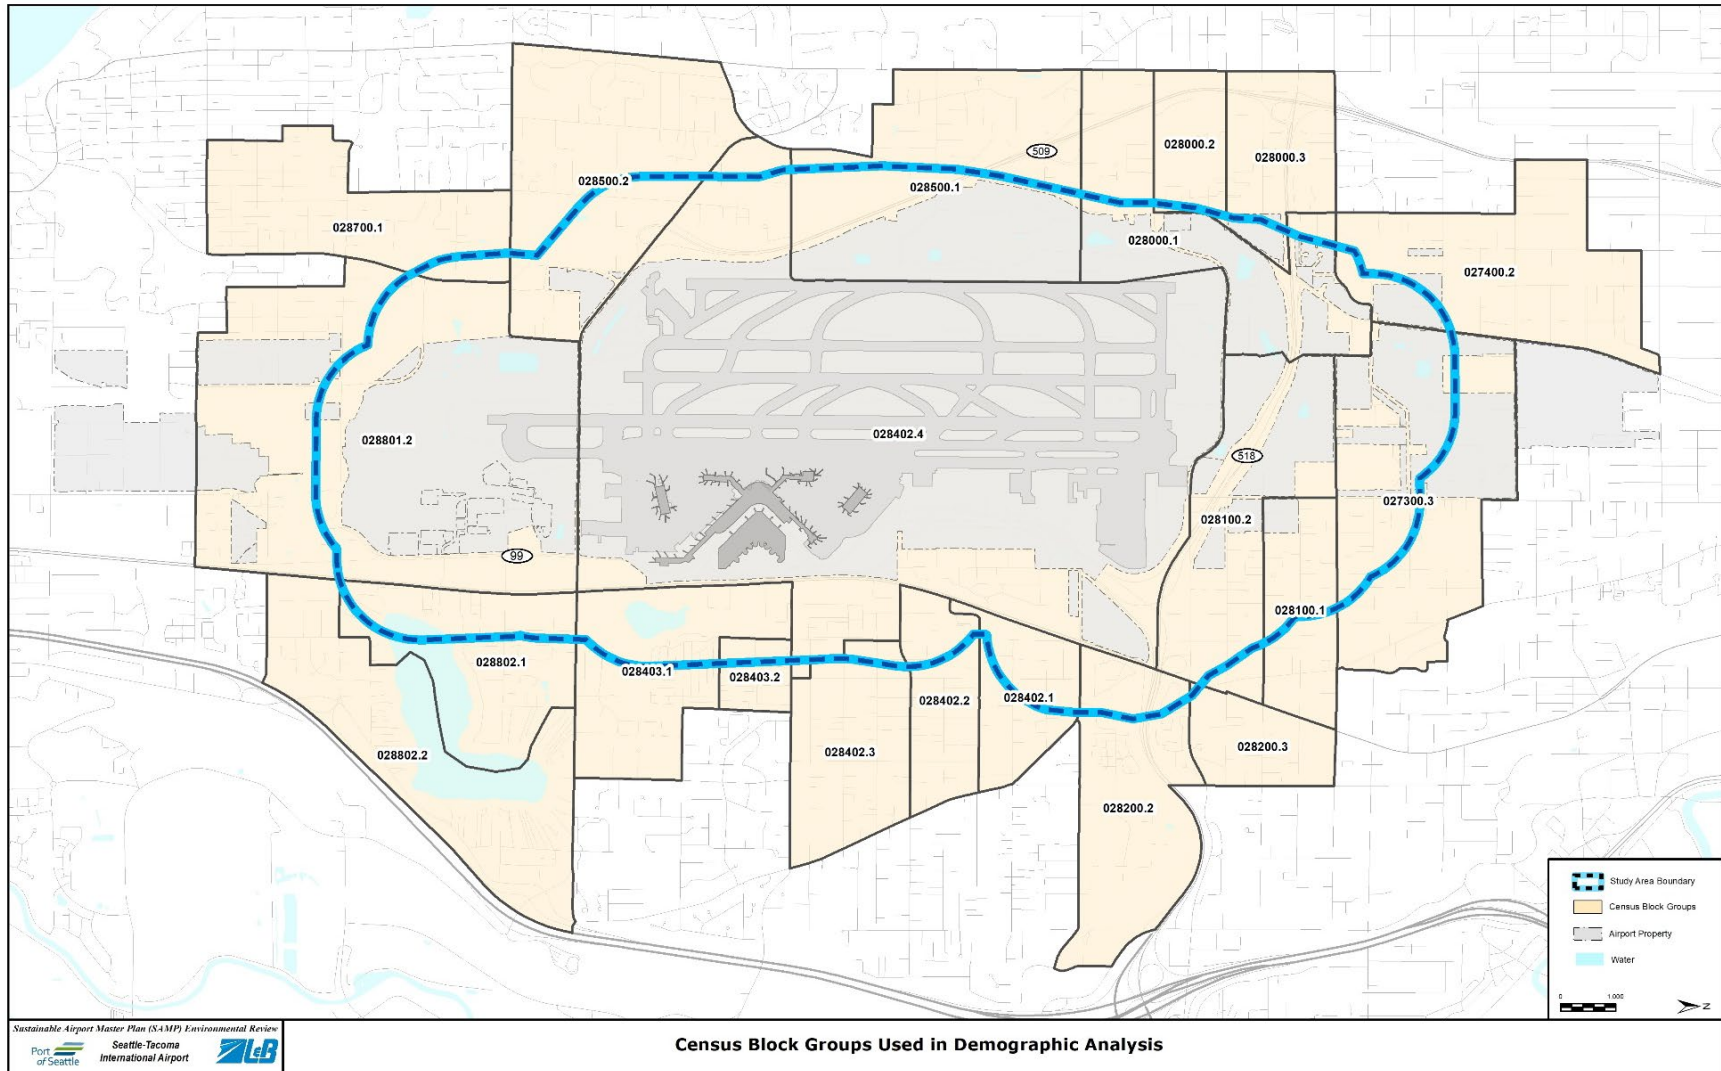 028000.2
028000.3
509
028500.2
028500.1
028700.1
028000.1
027400.2
028402.4
028801.2
518
027300.3
028100.2
99
028100.1
028802.1
028403.1
028403.2
028402.2
028402.1
028402.3
028802.2
028200.3
028200.2
Study Area Boundary
Census Block Groups
Airport Property
Water
0 1,000
N
Sustainable Airport Master Plan (SAMP) Environmental Review
Port
of Seattle
Seattle-Tacoma
International Airport
L&B
Census Block Groups Used in Demographic Analysis